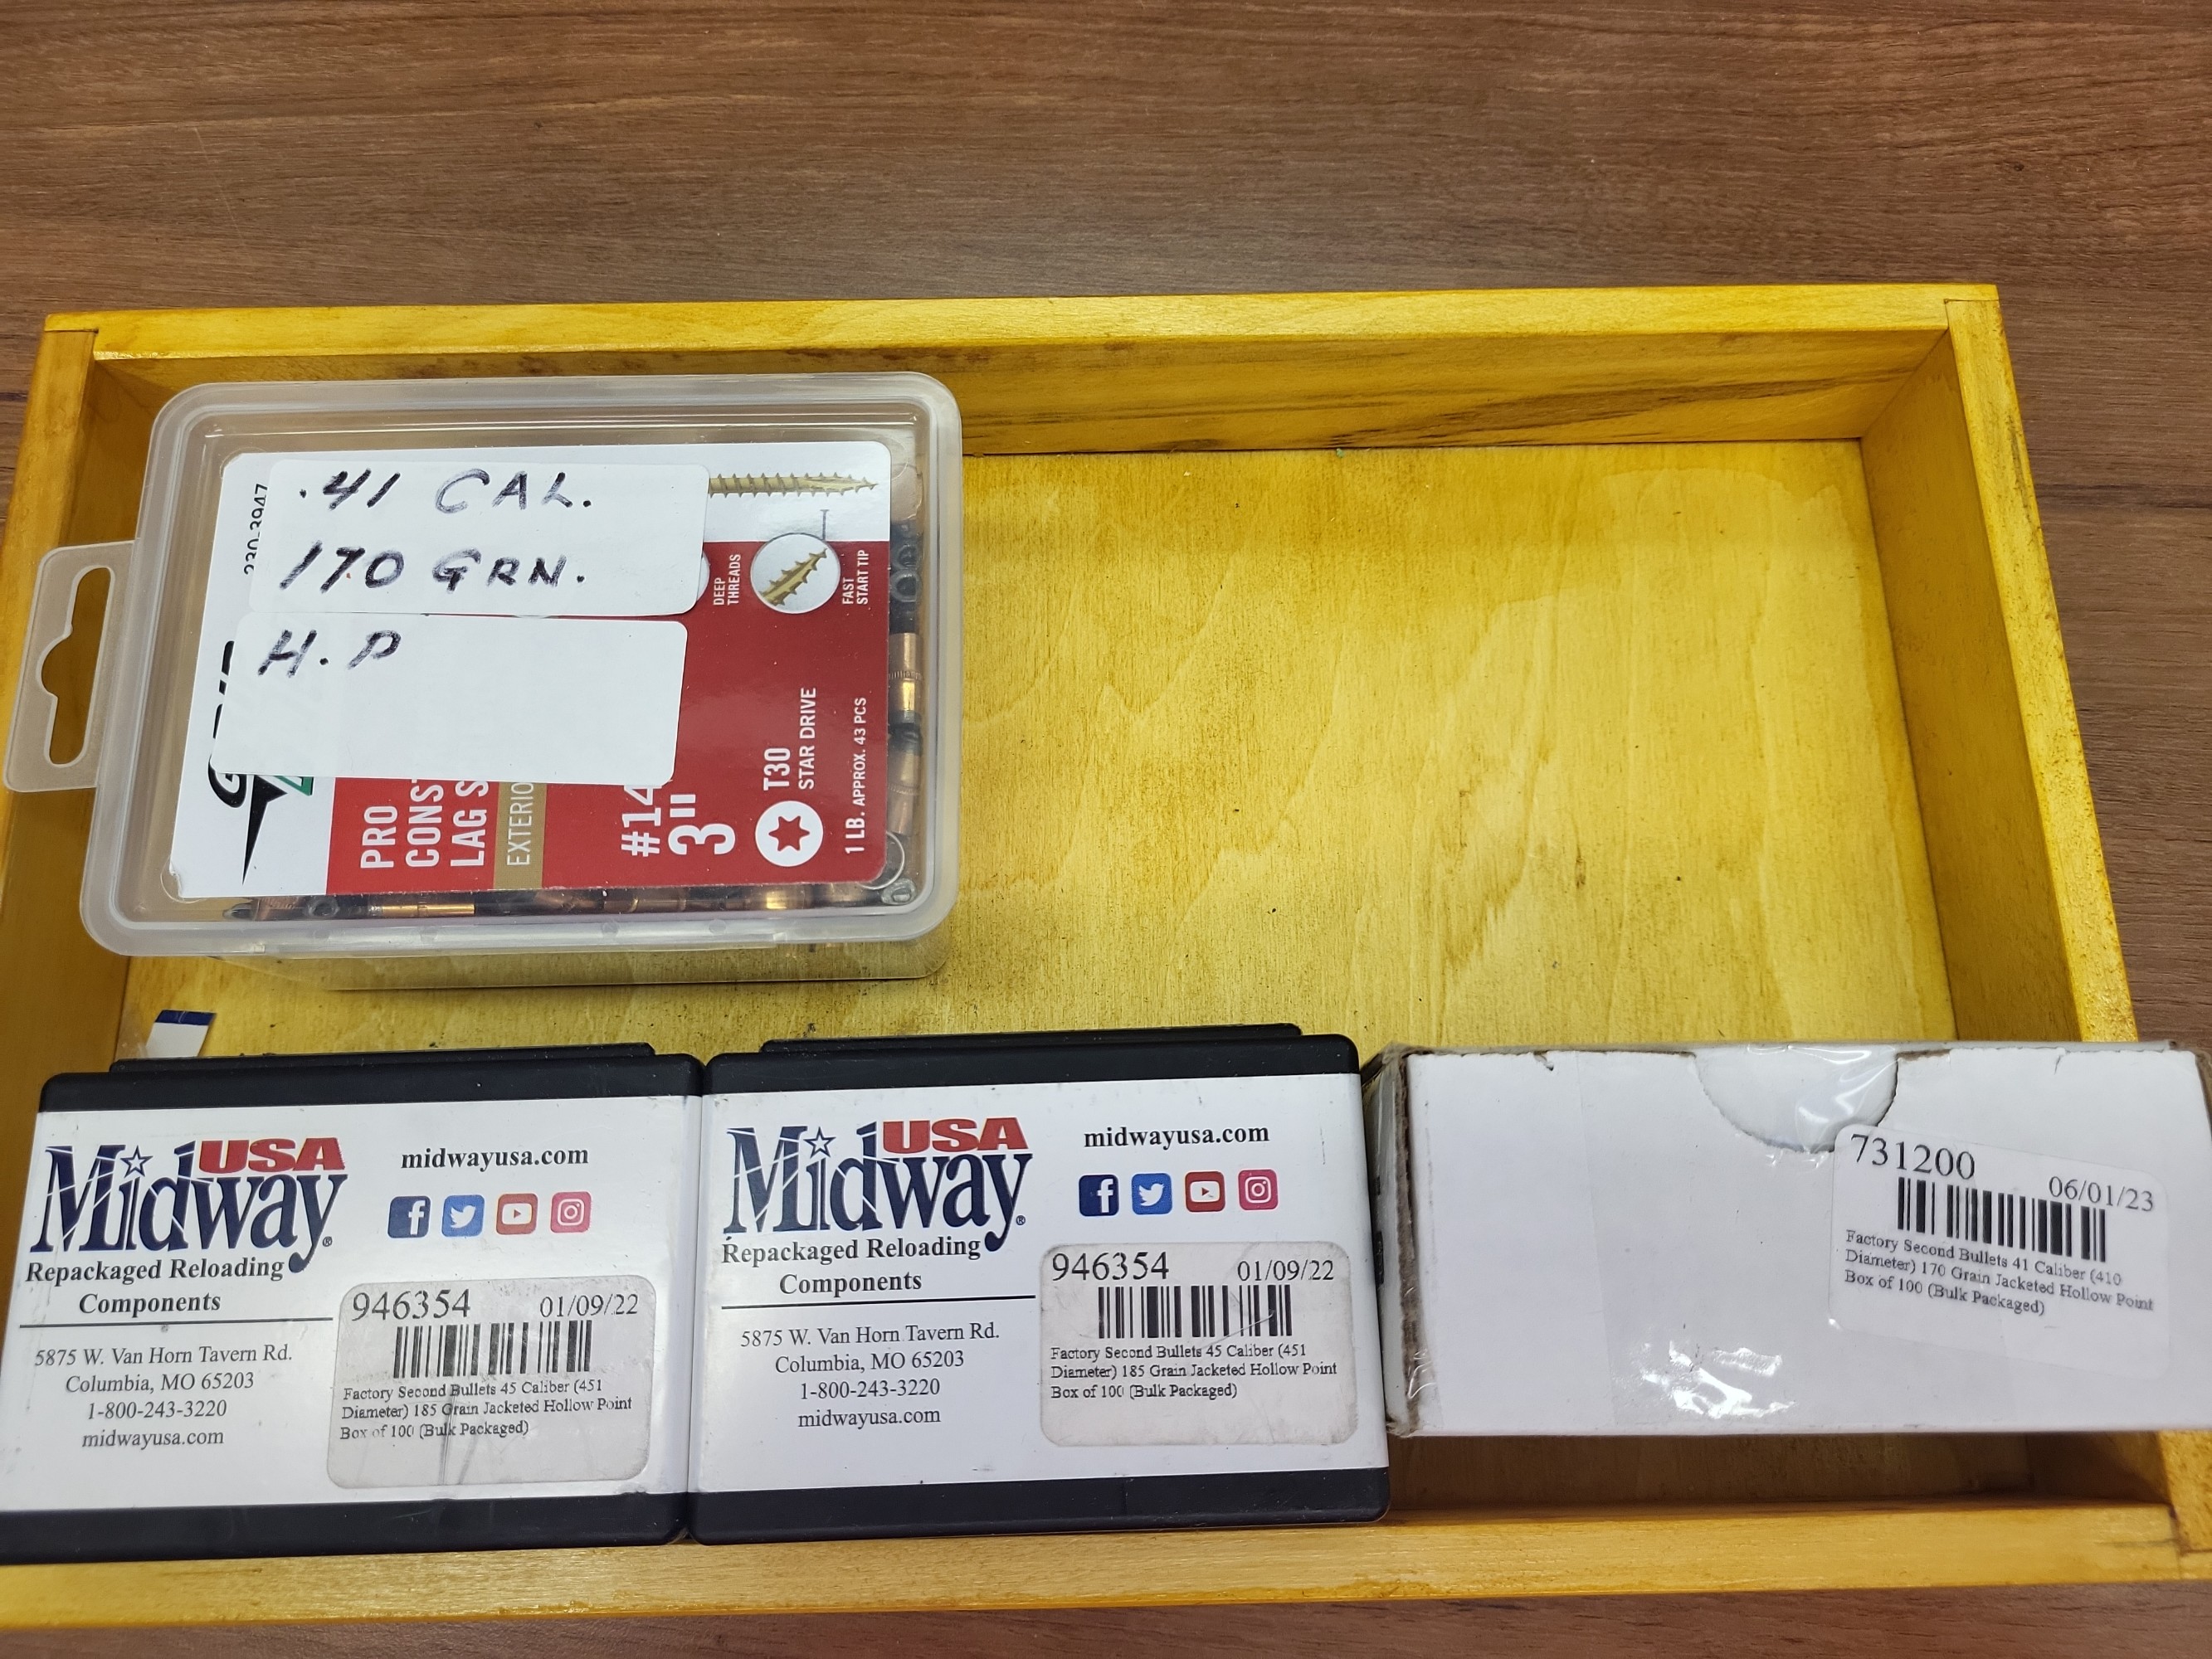 .41 CAL.
170 GRN.
H.P
DEEP
THREADS
FAST
START TIP
PRO
LAG
#14
3"
T30
STAR DRIVE
1 LB. APPROX. 43 PCS
MidwayUSA®
Repackaged Reloading
Components
5875 W. Van Horn Tavern Rd.
Columbia, MO 65203
1-800-243-3220
midwayusa.com
midwayusa.com
946354 01/09/22
Factory Second Bullets 45 Caliber (451
Diameter) 185 Grain Jacketed Hollow Point
Box of 100 (Bulk Packaged)
MidwayUSA®
Repackaged Reloading
Components
5875 W. Van Horn Tavern Rd.
Columbia, MO 65203
1-800-243-3220
midwayusa.com
midwayusa.com
946354 01/09/22
Factory Second Bullets 45 Caliber (451
Diameter) 185 Grain Jacketed Hollow Point
Box of 100 (Bulk Packaged)
731200 06/01/23
Factory Second Bullets 41 Caliber (410
Diameter) 170 Grain Jacketed Hollow Point
Box of 100 (Bulk Packaged)